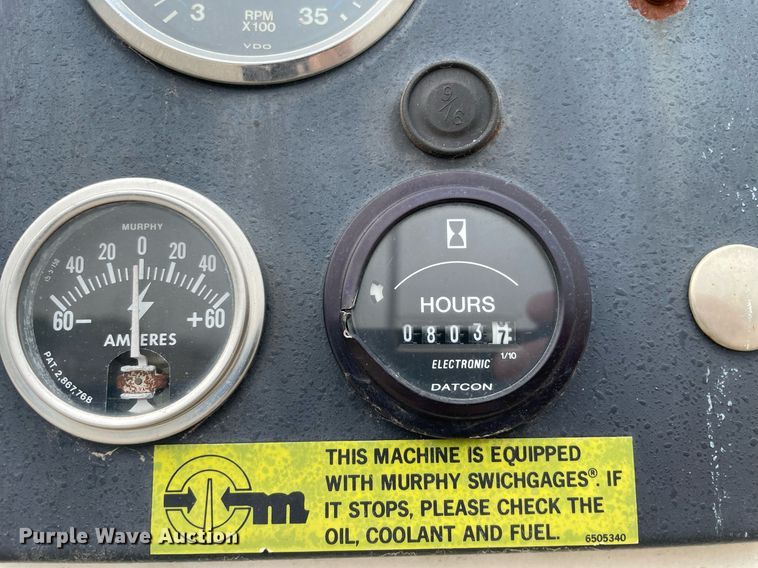 3 RPM 35
X100
VDO
9/6
MURPHY
40 20 0 20 40
60 - +60
AMPERES
PAT. 2,867,768
HOURS
0803
1/10
ELECTRONIC
DATCON
THIS MACHINE IS EQUIPPED
WITH MURPHY SWICHGAGES®. IF
IT STOPS, PLEASE CHECK THE
OIL, COOLANT AND FUEL.
6505340
m
Purple Wave Auction